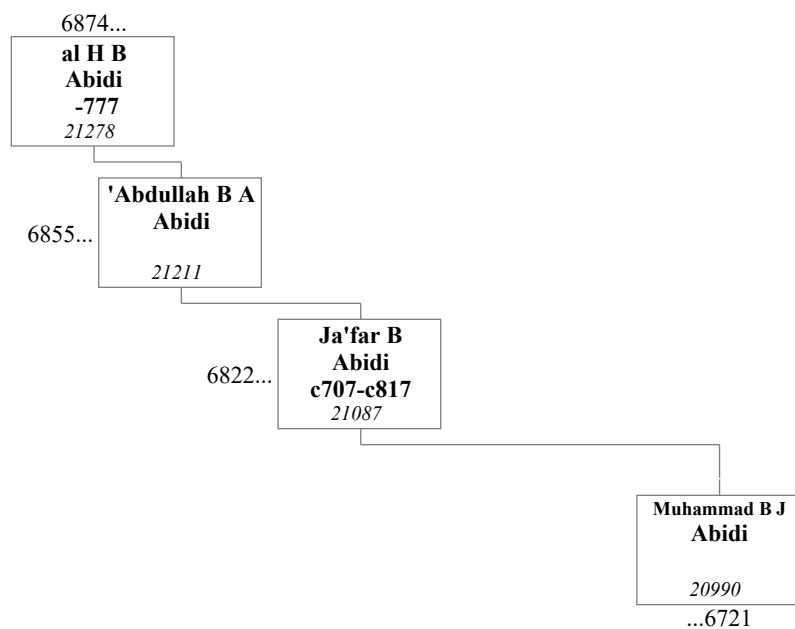 6874...
al H B
Abidi
-777
21278
'Abdullah B A
Abidi
6855...
21211
Ja'far B
Abidi
6822...
c707-c817
21087
Muhammad B J
Abidi
20990
...6721